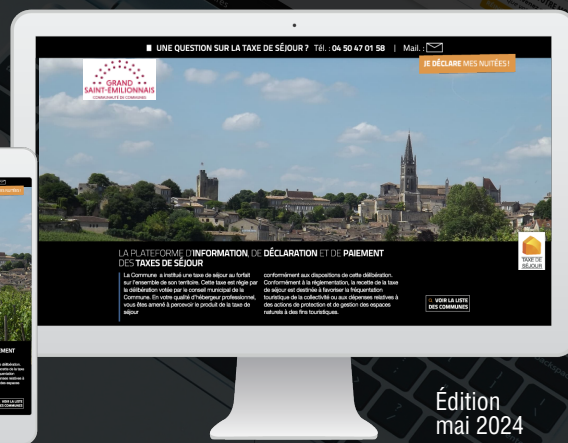 UNE QUESTION SUR LA TAXE DE SÉJOUR ? Tél. : 04 50 47 01 58 | Mail. :
JE DÉCLARE MES NUITÉES !
GRAND
SAINT-ÉMILIONNAIS
COMMUNAUTÉ DE COMMUNES
LA PLATEFORME D'INFORMATION, DE DÉCLARATION ET DE PAIEMENT
DES TAXES DE SÉJOUR
La Commune a institué une taxe de séjour au forfait
sur l'ensemble de son territoire. Cette taxe est régie par
la délibération votée par le conseil municipal de la
Commune. En votre qualité d'hébergeur professionnel,
vous êtes amené à percevoir le produit de la taxe de
séjour
conformément aux dispositions de cette délibération.
Conformément à la réglementation, la recette de la taxe
de séjour est destinée à favoriser la fréquentation
touristique de la collectivité ou aux dépenses relatives à
des actions de protection et de gestion des espaces
naturels à des fins touristiques.
TAXE DE
SÉJOUR
VOIR LA LISTE
DES COMMUNES
Édition
mai 2024